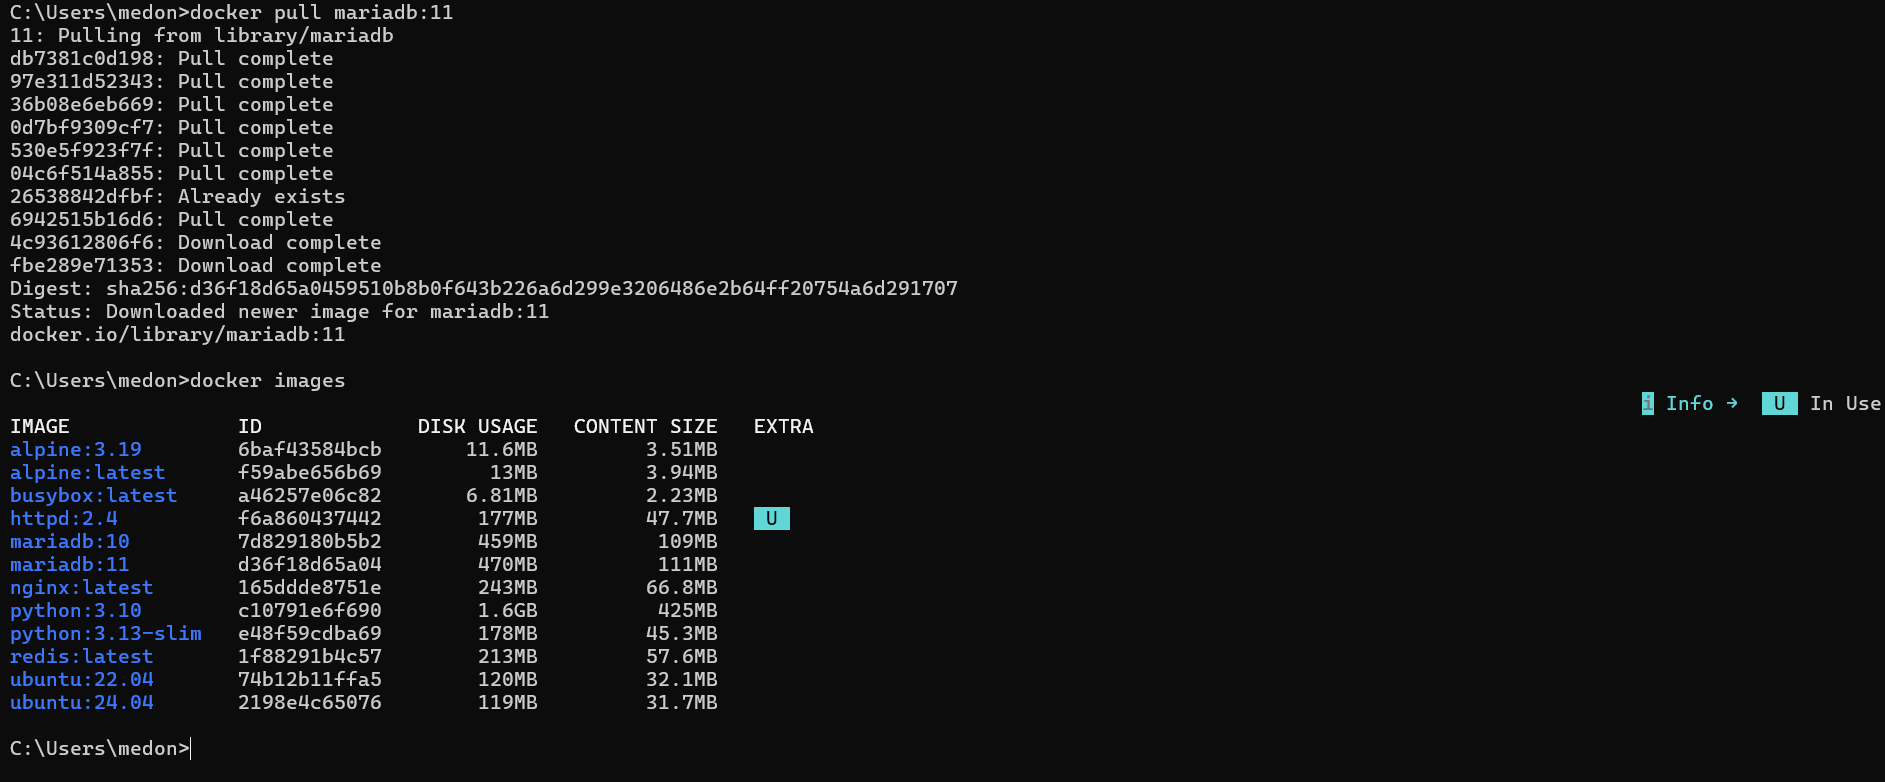 C:\Users\medon>docker pull mariadb:11
11: Pulling from library/mariadb
db7381c0d198: Pull complete
97e311d52343: Pull complete
36b08e6eb669: Pull complete
0d7bf9309cf7: Pull complete
530e5f923f7f: Pull complete
04c6f514a855: Pull complete
26538842dfbf: Already exists
6942515b16d6: Pull complete
4c93612806f6: Download complete
fbe289e71353: Download complete
Digest: sha256:d36f18d65a0459510b8b0f643b226a6d299e3206486e2b64ff20754a6d291707
Status: Downloaded newer image for mariadb:11
docker.io/library/mariadb:11
C:\Users\medon>docker images
i Info → U In Use
IMAGE ID DISK USAGE CONTENT SIZE EXTRA
alpine:3.19 6baf43584bcb 11.6MB 3.51MB
alpine:latest f59abe656b69 13MB 3.94MB
busybox:latest a46257e06c82 6.81MB 2.23MB
httpd:2.4 f6a860437442 177MB 47.7MB U
mariadb:10 7d829180b5b2 459MB 109MB
mariadb:11 d36f18d65a04 470MB 111MB
nginx:latest 165ddde8751e 243MB 66.8MB
python:3.10 c10791e6f690 1.6GB 425MB
python:3.13-slim e48f59cdba69 178MB 45.3MB
redis:latest 1f88291b4c57 213MB 57.6MB
ubuntu:22.04 74b12b11ffa5 120MB 32.1MB
ubuntu:24.04 2198e4c65076 119MB 31.7MB
C:\Users\medon>